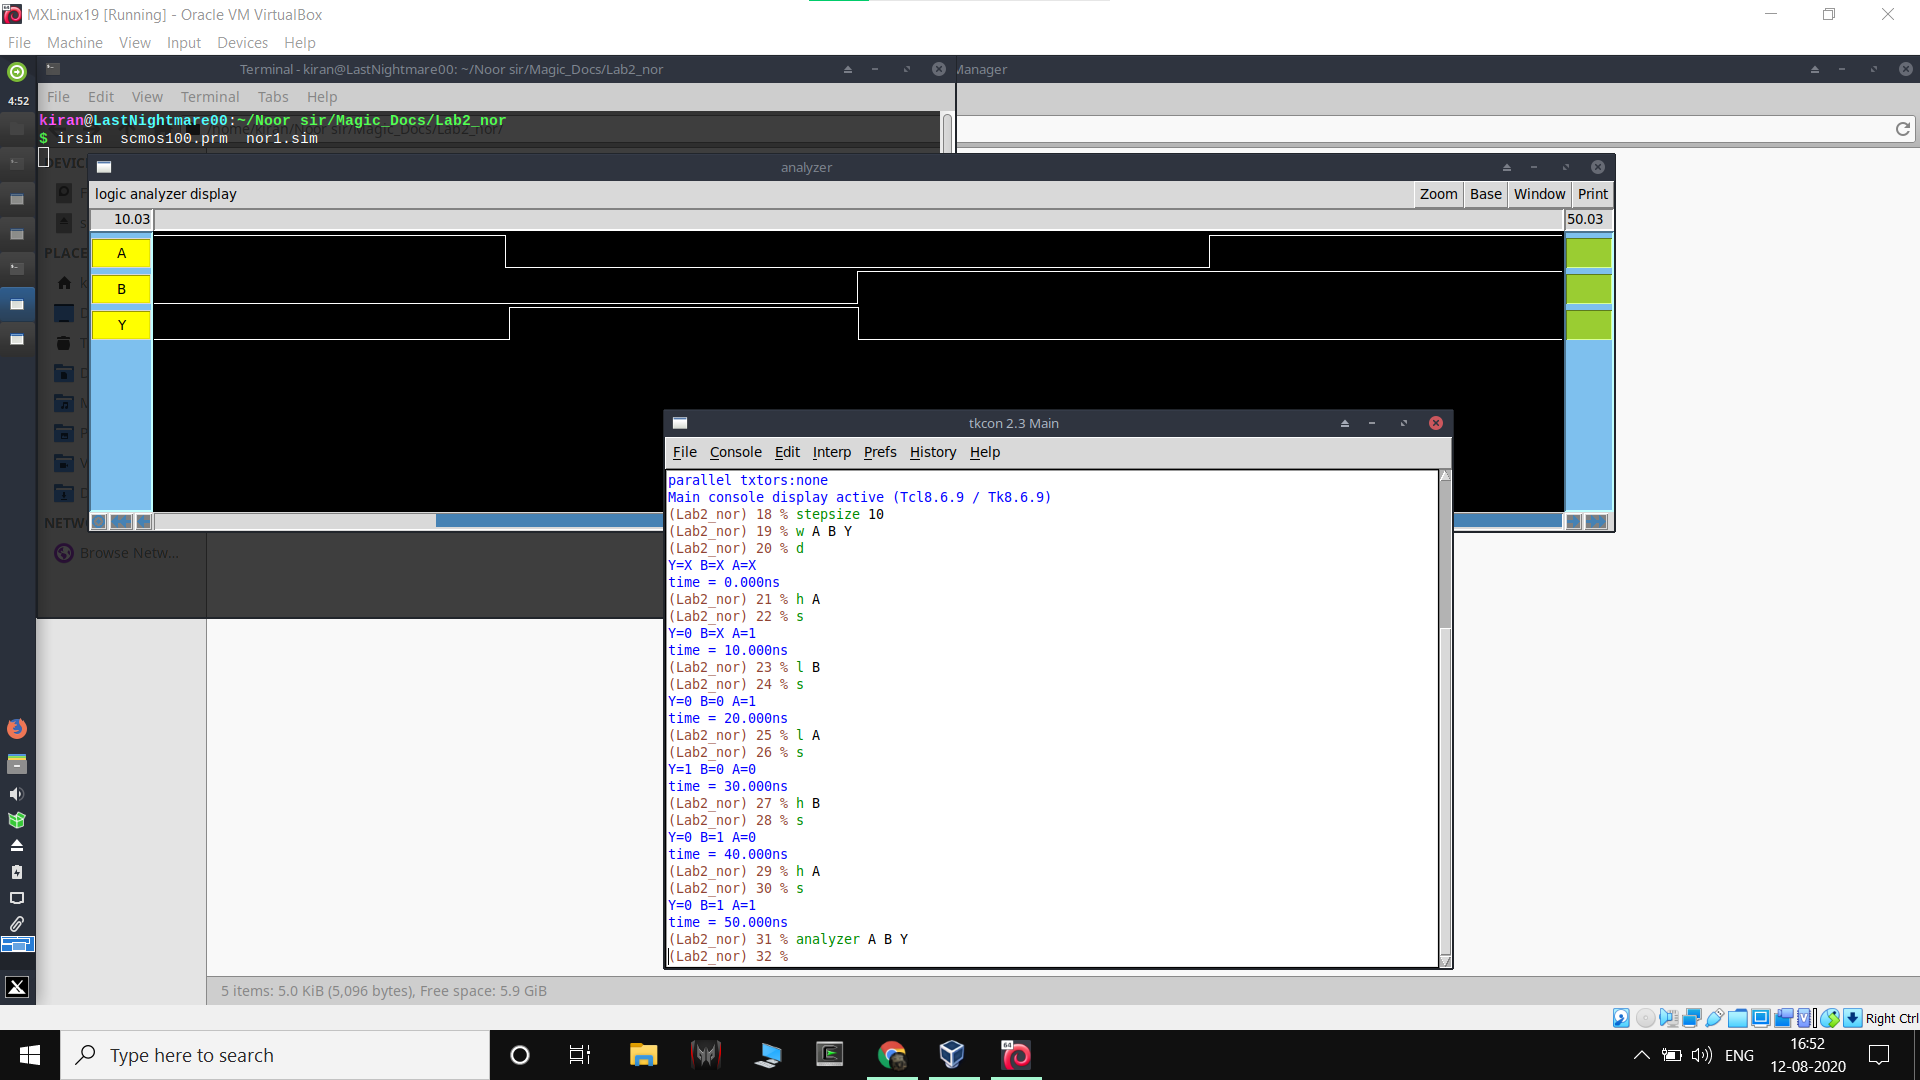 MXLinux19 [Running] - Oracle VM VirtualBox
File Machine View Input Devices Help
Terminal - kiran@LastNightmare00: ~/Noor sir/Magic_Docs/Lab2_nor
Manager
4:52
File Edit View Terminal Tabs Help
kiran@LastNightmare00:~/Noor sir/Magic_Docs/Lab2_nor
$ irsim scmos100.prm nor1.sim
/home/kiran/Noor sir/Magic_Docs/Lab2_nor/
DEVIC
analyzer
logic analyzer display
Zoom Base Window Print
10.03
50.03
A
B
Y
PLACE
NETW
Browse Netw...
tkcon 2.3 Main
File Console Edit Interp Prefs History Help
parallel txtors:none
Main console display active (Tcl8.6.9 / Tk8.6.9)
(Lab2_nor) 18 % stepsize 10
(Lab2_nor) 19 % w A B Y
(Lab2_nor) 20 % d
Y=X B=X A=X
time = 0.000ns
(Lab2_nor) 21 % h A
(Lab2_nor) 22 % s
Y=0 B=X A=1
time = 10.000ns
(Lab2_nor) 23 % l B
(Lab2_nor) 24 % s
Y=0 B=0 A=1
time = 20.000ns
(Lab2_nor) 25 % l A
(Lab2_nor) 26 % s
Y=1 B=0 A=0
time = 30.000ns
(Lab2_nor) 27 % h B
(Lab2_nor) 28 % s
Y=0 B=1 A=0
time = 40.000ns
(Lab2_nor) 29 % h A
(Lab2_nor) 30 % s
Y=0 B=1 A=1
time = 50.000ns
(Lab2_nor) 31 % analyzer A B Y
(Lab2_nor) 32 %
5 items: 5.0 KiB (5,096 bytes), Free space: 5.9 GiB
Right Ctrl
Type here to search
ENG
16:52
12-08-2020